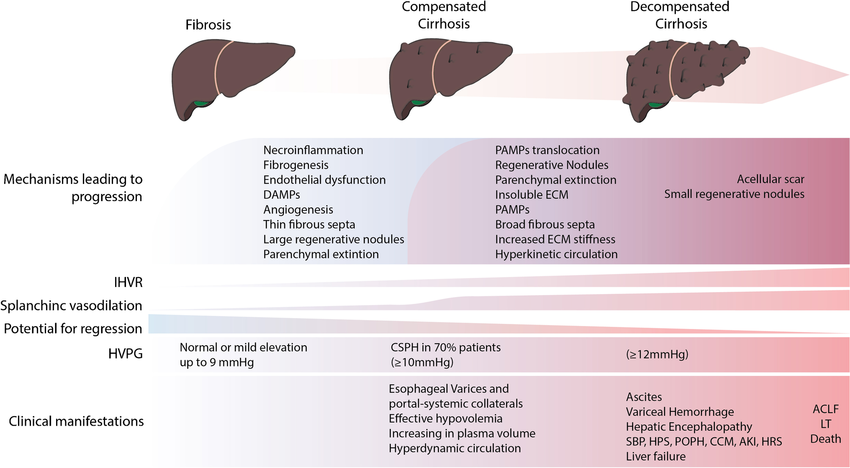 Fibrosis
Compensated
Cirrhosis
Decompensated
Cirrhosis
Mechanisms leading to
progression
Necroinflammation
Fibrogenesis
Endothelial dysfunction
DAMPs
Angiogenesis
Thin fibrous septa
Large regenerative nodules
Parenchymal extintion
PAMPs translocation
Regenerative Nodules
Parenchymal extinction
Insoluble ECM
PAMPs
Broad fibrous septa
Increased ECM stiffness
Hyperkinetic circulation
Acellular scar
Small regenerative nodules
IHVR
Splanchinc vasodilation
Potential for regression
HVPG
Normal or mild elevation
up to 9 mmHg
CSPH in 70% patients
(≥10mmHg)
(≥12mmHg)
Clinical manifestations
Esophageal Varices and
portal-systemic collaterals
Effective hypovolemia
Increasing in plasma volume
Hyperdynamic circulation
Ascites
Variceal Hemorrhage
Hepatic Encephalopathy
SBP, HPS, POPH, CCM, AKI, HRS
Liver failure
ACLF
LT
Death